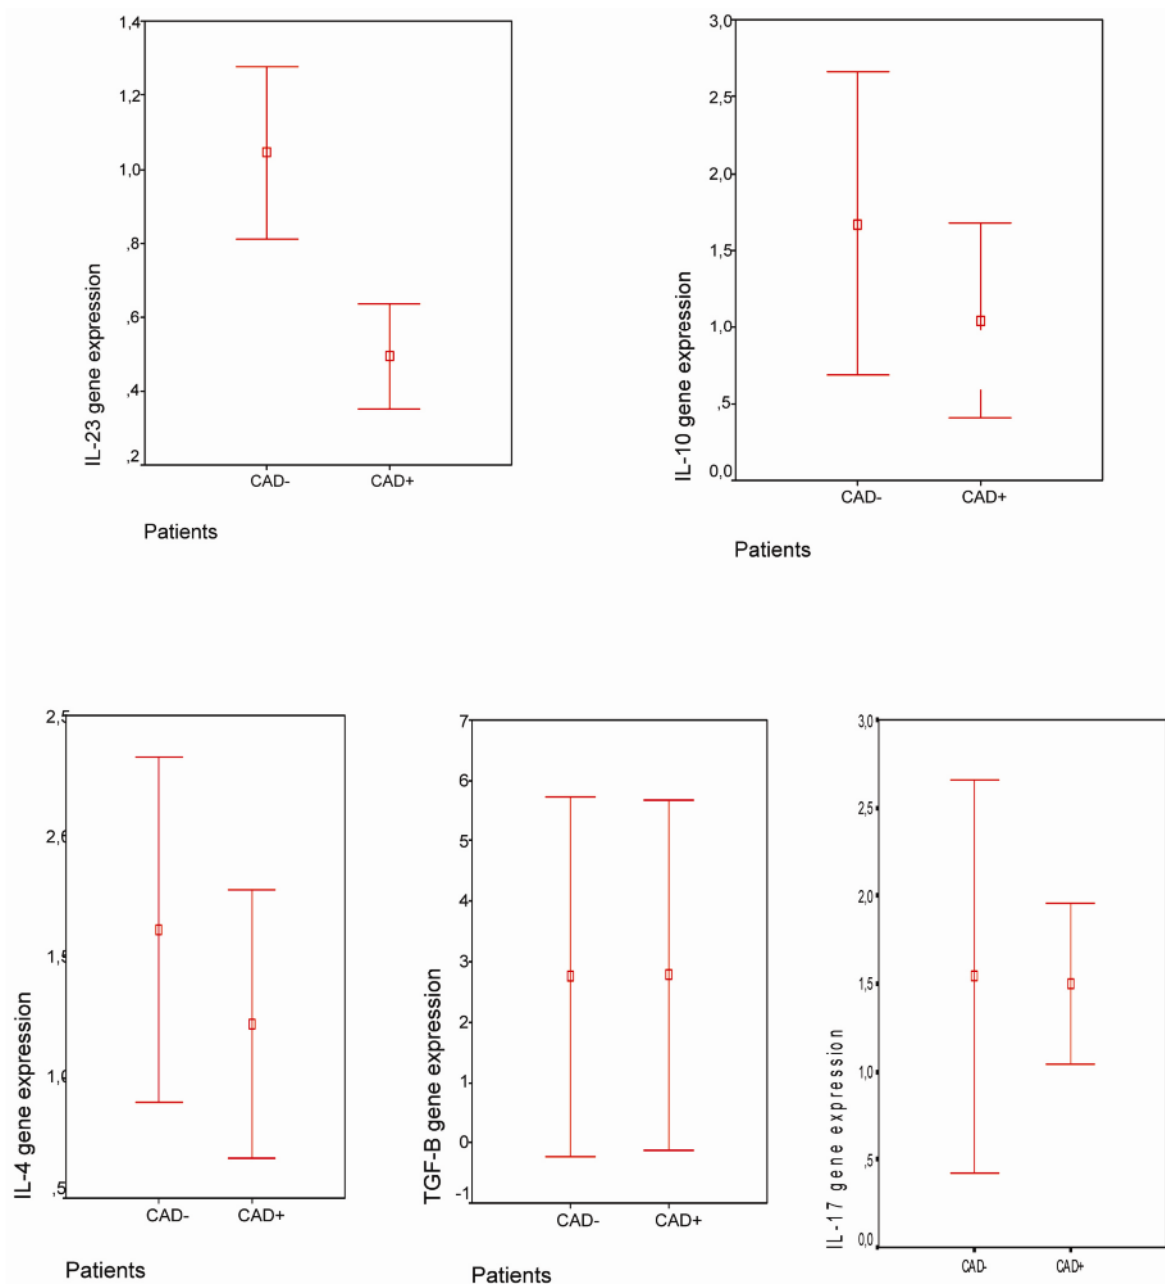 1,4
1,2
1,0
,8
,6
,4
,2
IL-23 gene expression
CAD- CAD+
Patients
3,0
2,5
2,0
1,5
1,0
,5
0,0
IL-10 gene expression
CAD- CAD+
Patients
2,5
2,0
1,5
1,0
,5
IL-4 gene expression
CAD- CAD+
Patients
7
6
5
4
3
2
1
0
-1
TGF-B gene expression
CAD- CAD+
Patients
3,0
2,5
2,0
1,5
1,0
,5
0,0
IL-17 gene expression
CAD- CAD+